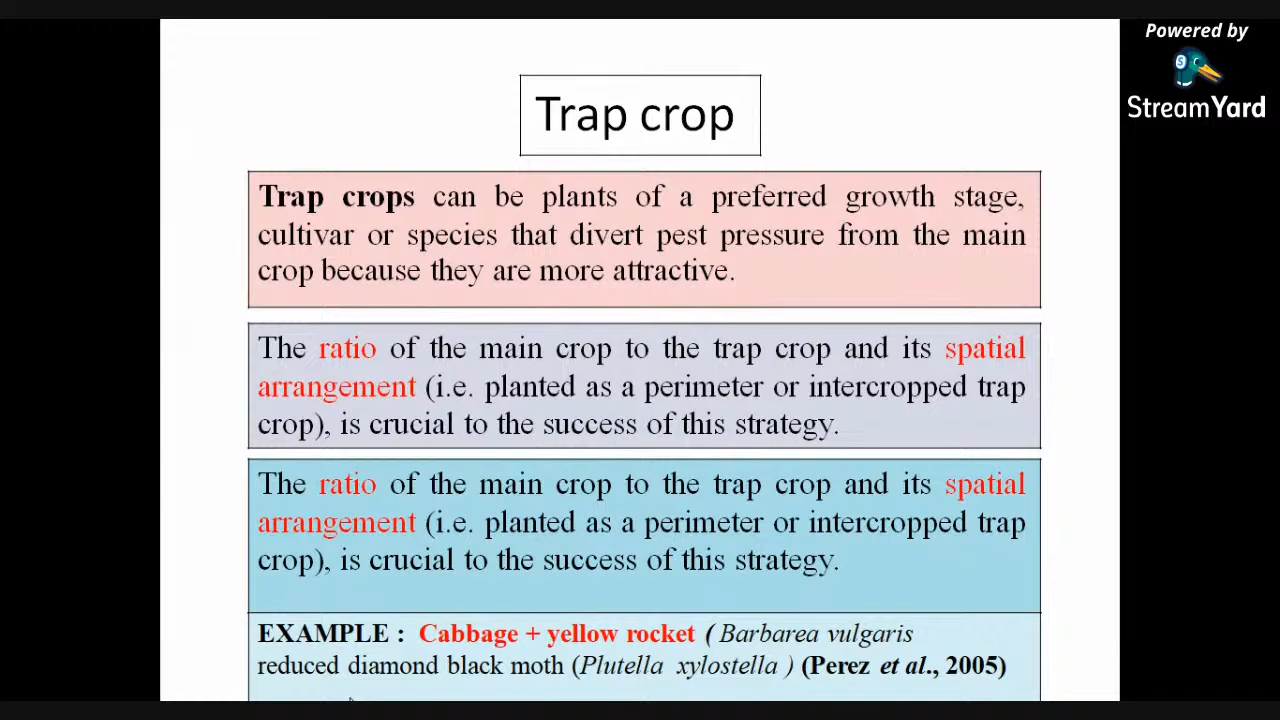 Powered by
StreamYard
Trap crop
Trap crops can be plants of a preferred growth stage,
cultivar or species that divert pest pressure from the main
crop because they are more attractive.
The ratio of the main crop to the trap crop and its spatial
arrangement (i.e. planted as a perimeter or intercropped trap
crop), is crucial to the success of this strategy.
The ratio of the main crop to the trap crop and its spatial
arrangement (i.e. planted as a perimeter or intercropped trap
crop), is crucial to the success of this strategy.
EXAMPLE : Cabbage + yellow rocket ( Barbarea vulgaris
reduced diamond black moth (Plutella xylostella ) (Perez et al., 2005)